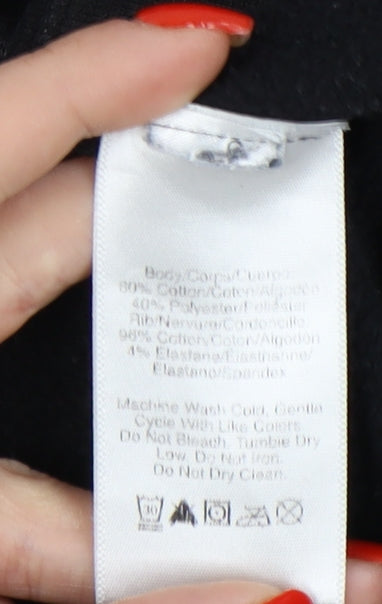 Body/Corps/Cuerpo:
60% Cotton/Coton/Algodon
40% Polyester/Poliester
Rib/Nervure/Cordoncillo
96% Cotton/Coton/Algodón
4% Elastane/Elasthanne/
Elastano/Spandex
Machine Wash Cold, Gentle
Cycle With Like Colors.
Do Not Bleach. Tumble Dry
Low. Do Not Iron.
Do Not Dry Clean.
30